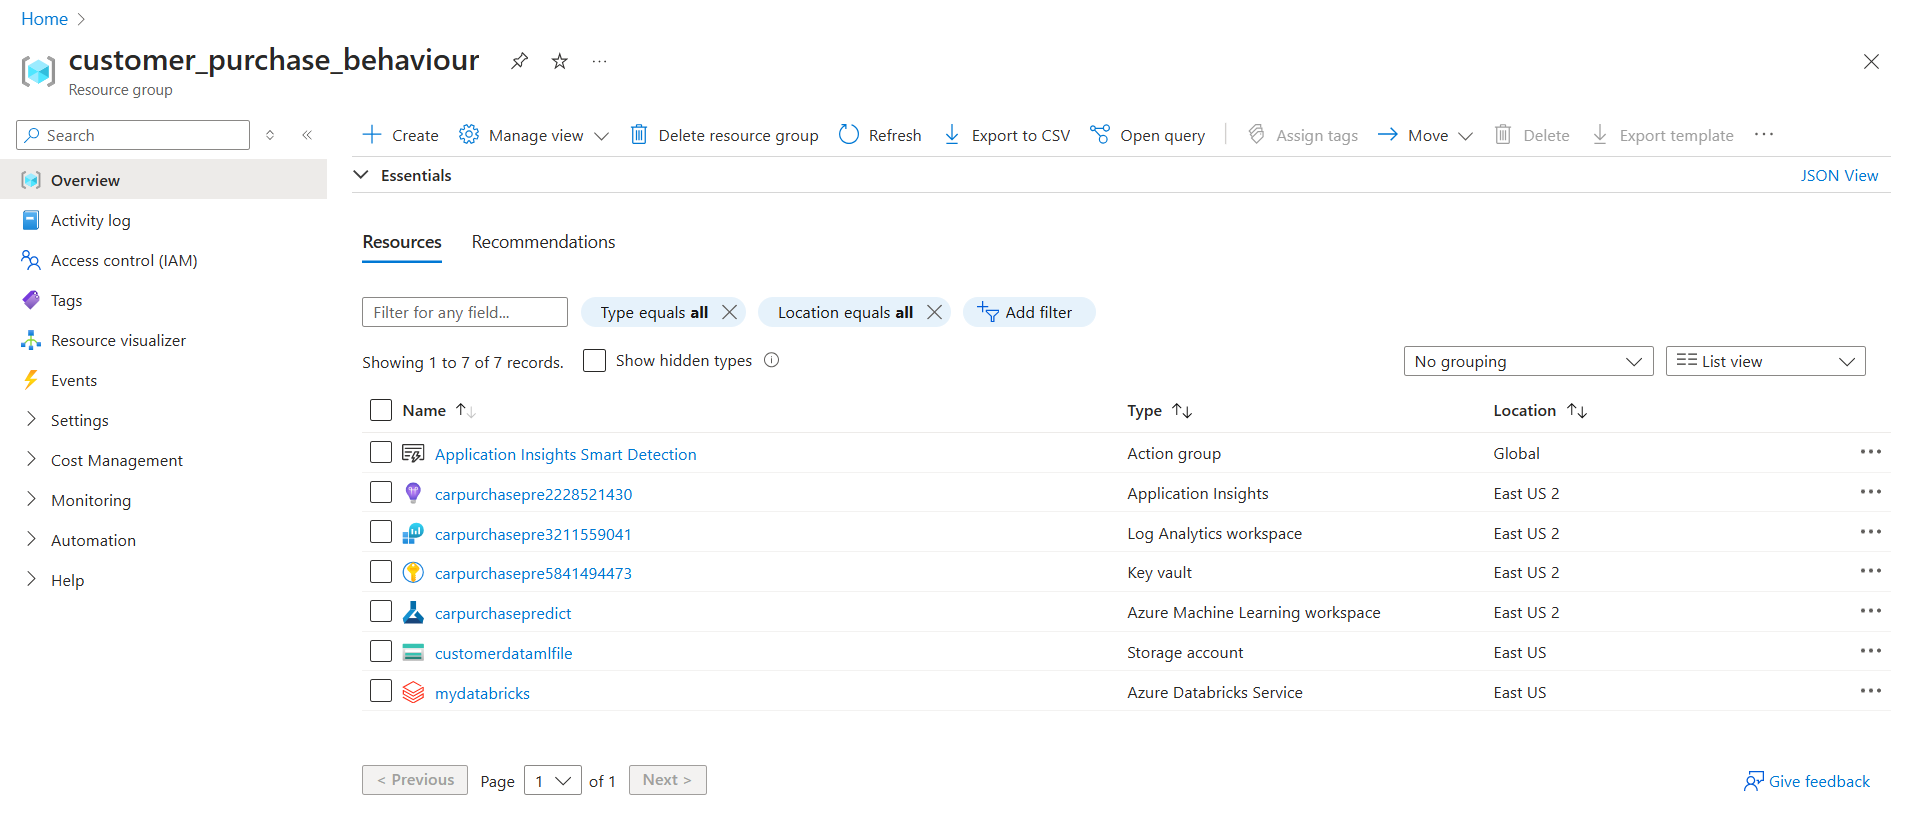 Home >
customer_purchase_behaviour ...
Resource group
Search
Overview
Activity log
Access control (IAM)
Tags
Resource visualizer
Events
Settings
Cost Management
Monitoring
Automation
Help
Create Manage view Delete resource group Refresh Export to CSV Open query Assign tags Move Delete Export template ...
Essentials JSON View
Resources Recommendations
Filter for any field... Type equals all Location equals all Add filter
Showing 1 to 7 of 7 records. Show hidden types No grouping List view
Name Type Location
Application Insights Smart Detection Action group Global ...
carpurchasepre2228521430 Application Insights East US 2 ...
carpurchasepre3211559041 Log Analytics workspace East US 2 ...
carpurchasepre5841494473 Key vault East US 2 ...
carpurchasepredict Azure Machine Learning workspace East US 2 ...
customerdatamlfile Storage account East US ...
mydatabricks Azure Databricks Service East US ...
< Previous Page 1 of 1 Next > Give feedback